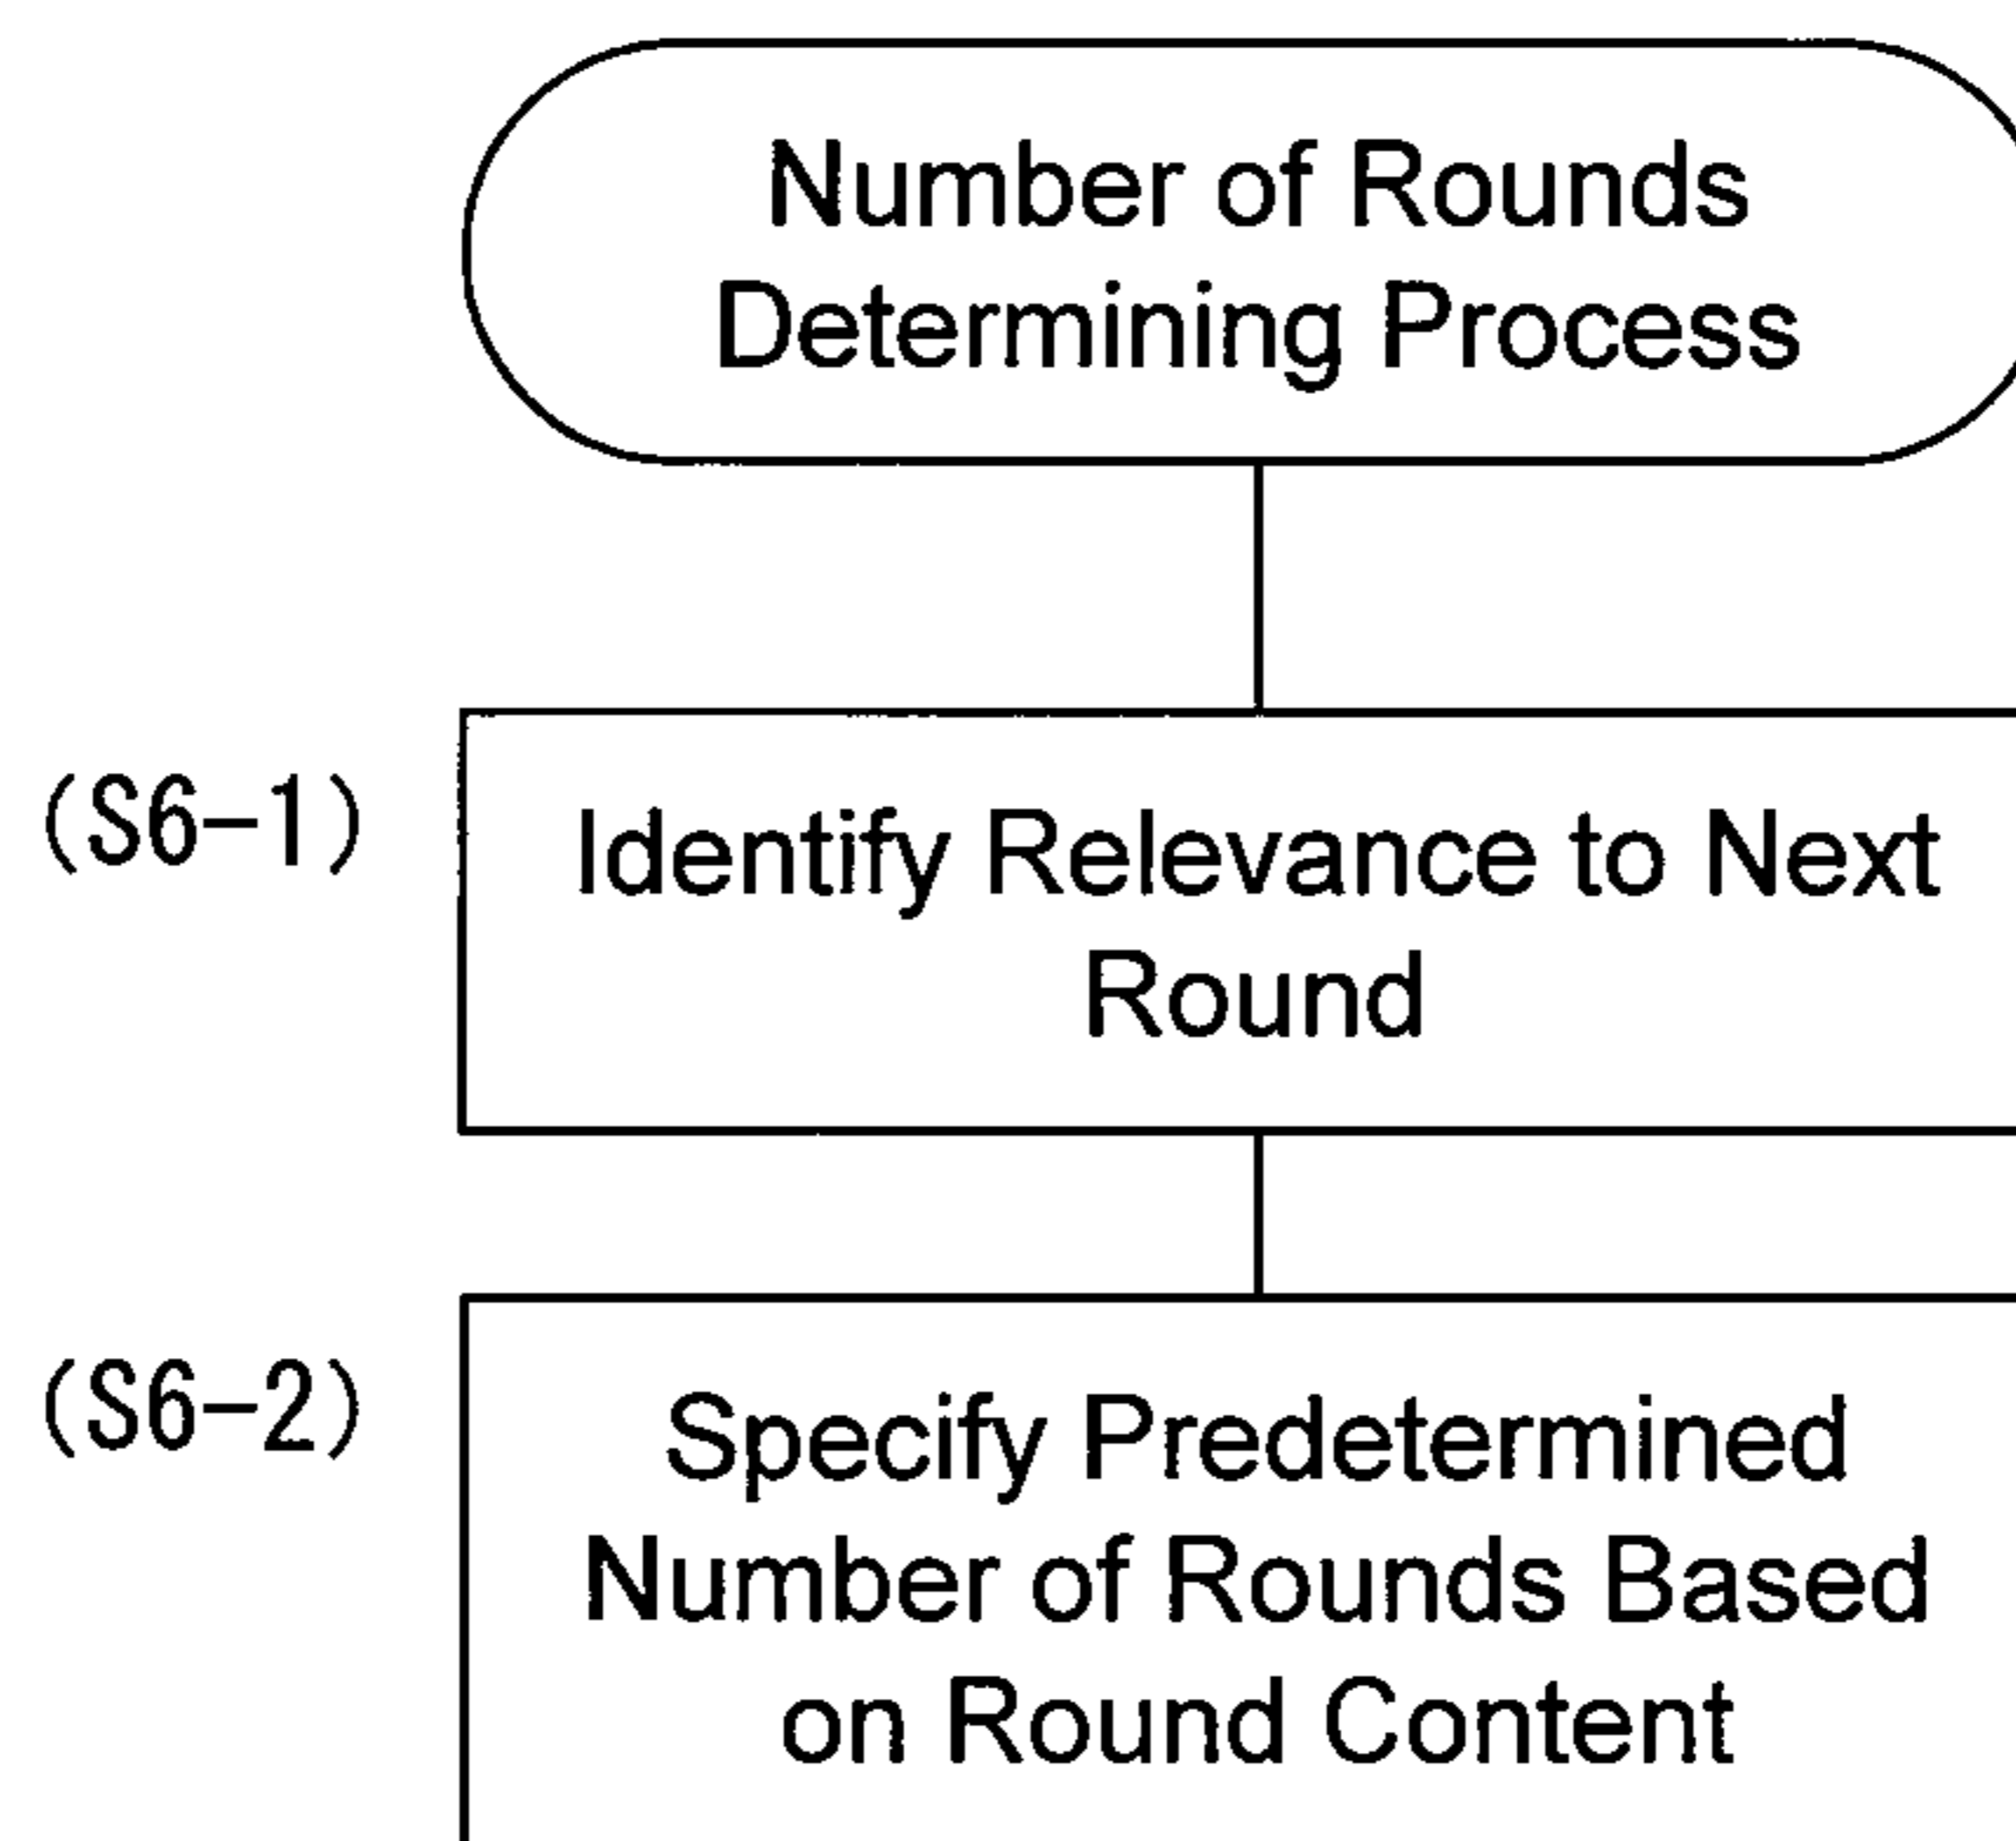 Number of Rounds
Determining Process
(S6-1)
Identify Relevance to Next
Round
(S6-2)
Specify Predetermined
Number of Rounds Based
on Round Content